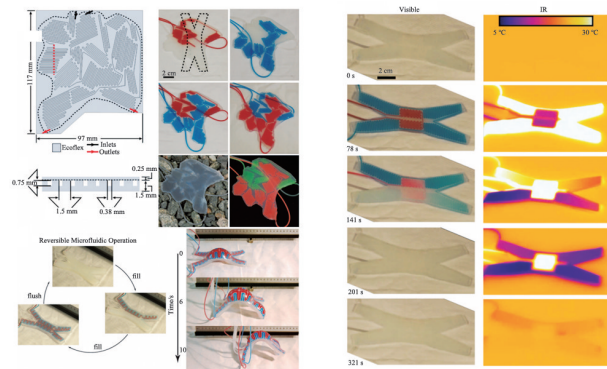 117 mm
97 mm
Ecoflex
Inlets
Outlets
0.25 mm
0.75 mm
1.5 mm
1.5 mm
0.38 mm
2 cm
Reversible Microfluidic Operation
fill
flush
fill
Time/s
0
6
10
Visible
IR
5 °C
30 °C
2 cm
0 s
78 s
141 s
201 s
321 s